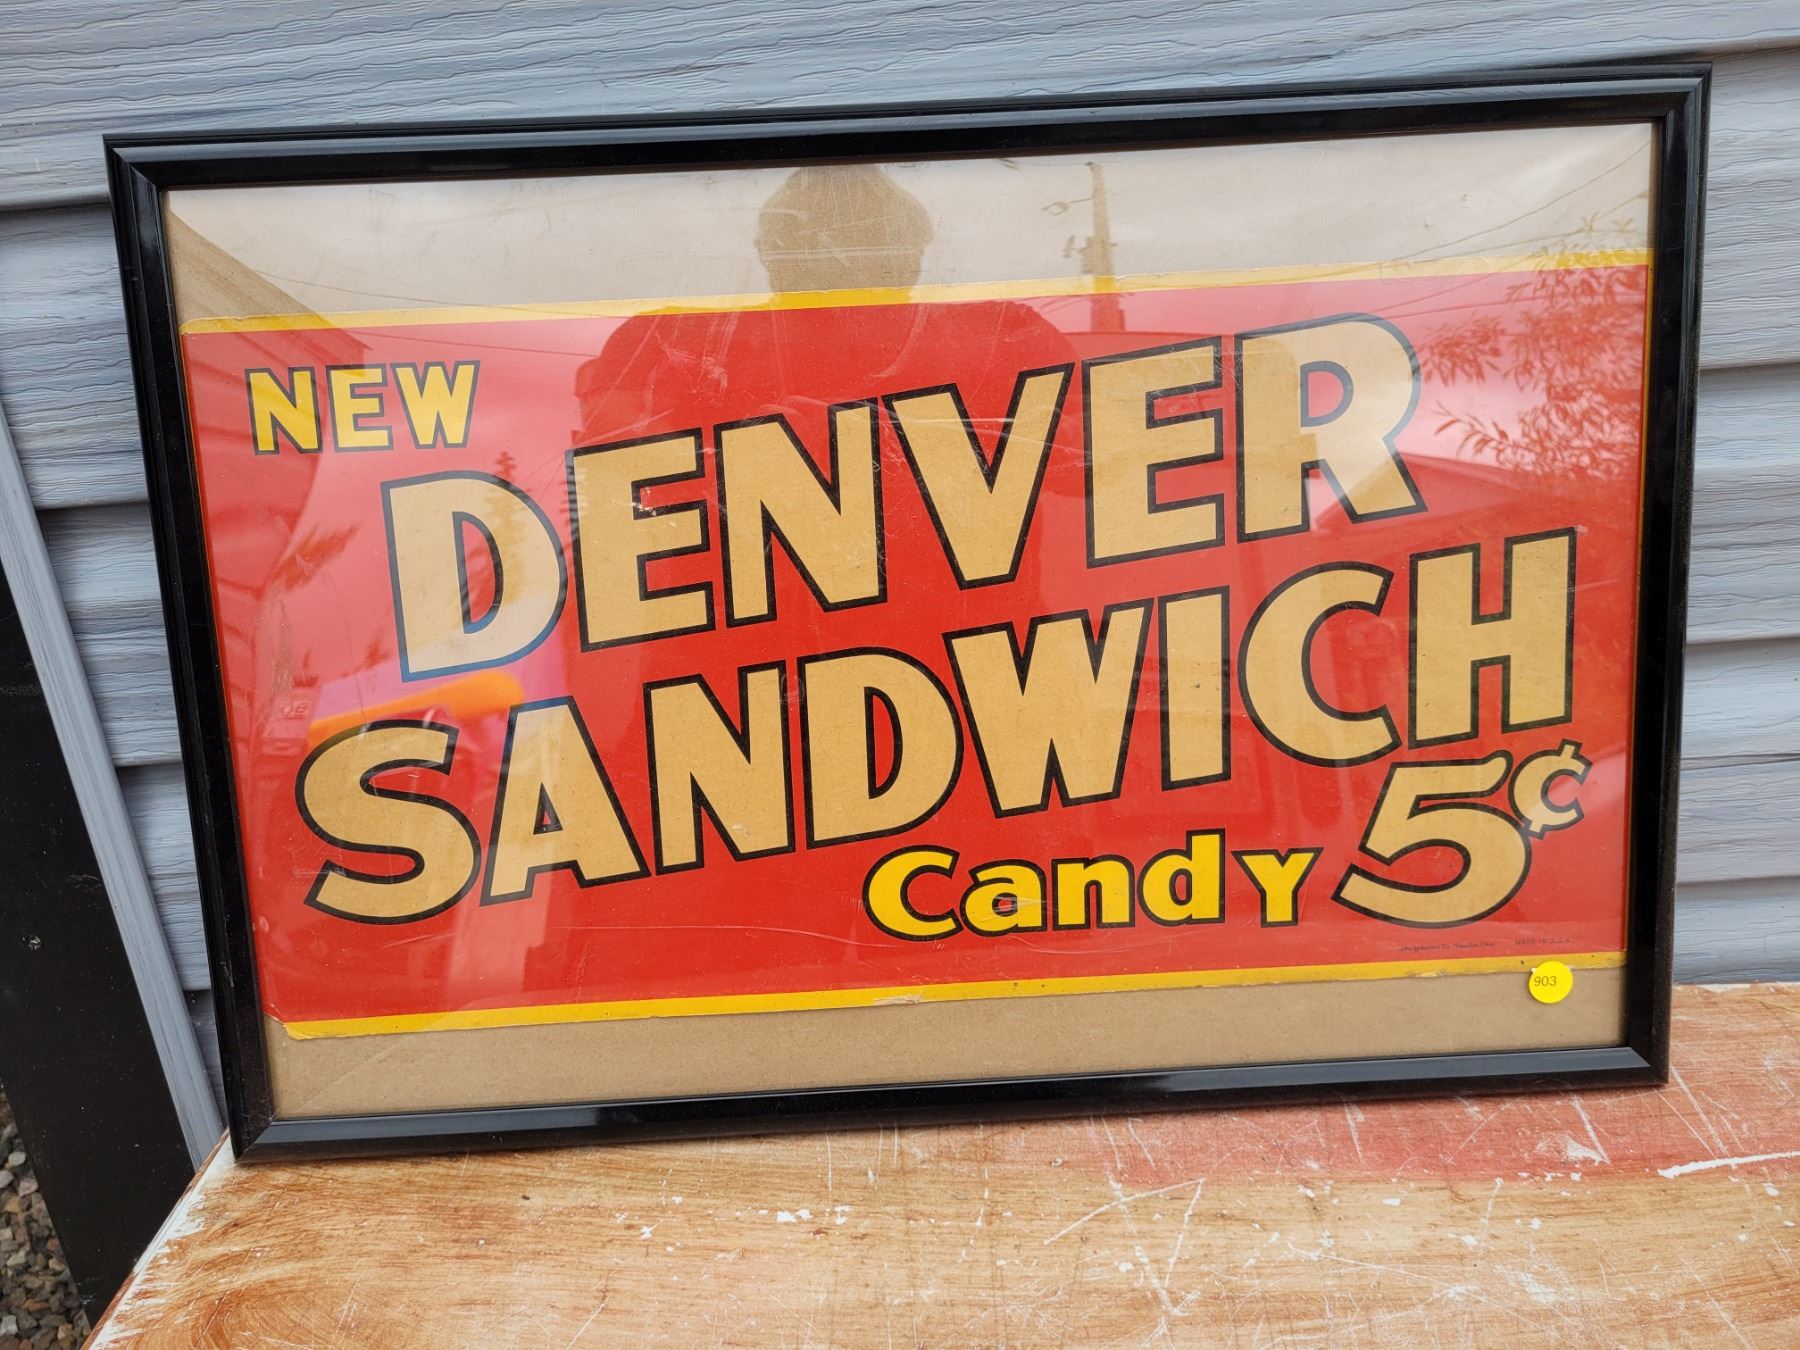 NEW
DENVER
SANDWICH
Candy 5¢
MADE IN U.S.A.
903